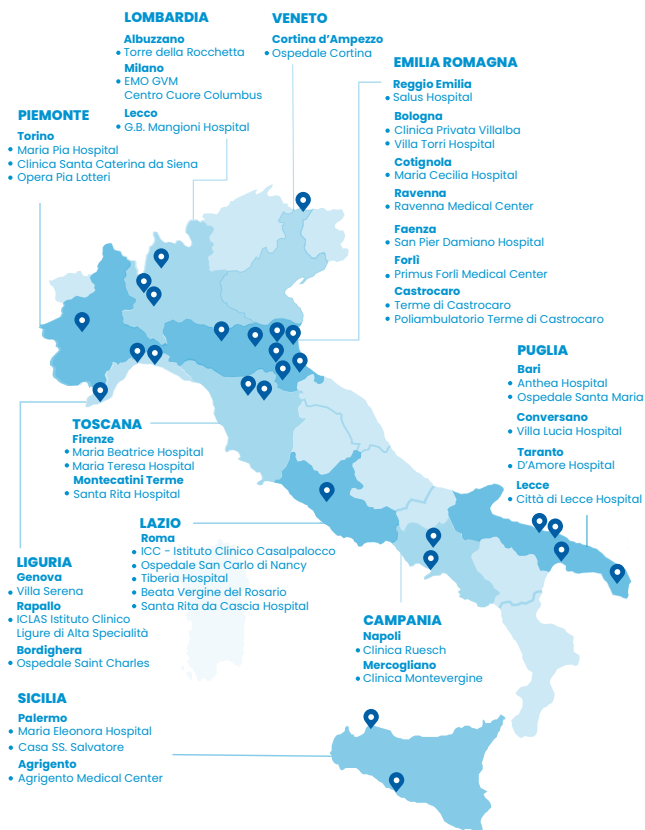 LOMBARDIA
Albuzzano
Torre della Rocchetta
Milano
EMO GVM
Centro Cuore Columbus
Lecco
G.B. Mangioni Hospital
VENETO
Cortina d'Ampezzo
Ospedale Cortina
EMILIA ROMAGNA
Reggio Emilia
Salus Hospital
Bologna
Clinica Privata Villalba
Villa Torri Hospital
Cotignola
Maria Cecilia Hospital
Ravenna
Ravenna Medical Center
Faenza
San Pier Damiano Hospital
Forlì
Primus Forlì Medical Center
Castrocaro
Terme di Castrocaro
Poliambulatorio Terme di Castrocaro
PIEMONTE
Torino
Maria Pia Hospital
Clinica Santa Caterina da Siena
Opera Pia Lotteri
PUGLIA
Bari
Anthea Hospital
Ospedale Santa Maria
Conversano
Villa Lucia Hospital
Taranto
D'Amore Hospital
Lecce
Città di Lecce Hospital
TOSCANA
Firenze
Maria Beatrice Hospital
Maria Teresa Hospital
Montecatini Terme
Santa Rita Hospital
LAZIO
Roma
ICC - Istituto Clinico Casalpalocco
Ospedale San Carlo di Nancy
Tiberia Hospital
Beata Vergine del Rosario
Santa Rita da Cascia Hospital
LIGURIA
Genova
Villa Serena
Rapallo
ICLAS Istituto Clinico
Ligure di Alta Specialità
Bordighera
Ospedale Saint Charles
CAMPANIA
Napoli
Clinica Ruesch
Mercogliano
Clinica Montevergine
SICILIA
Palermo
Maria Eleonora Hospital
Casa SS. Salvatore
Agrigento
Agrigento Medical Center